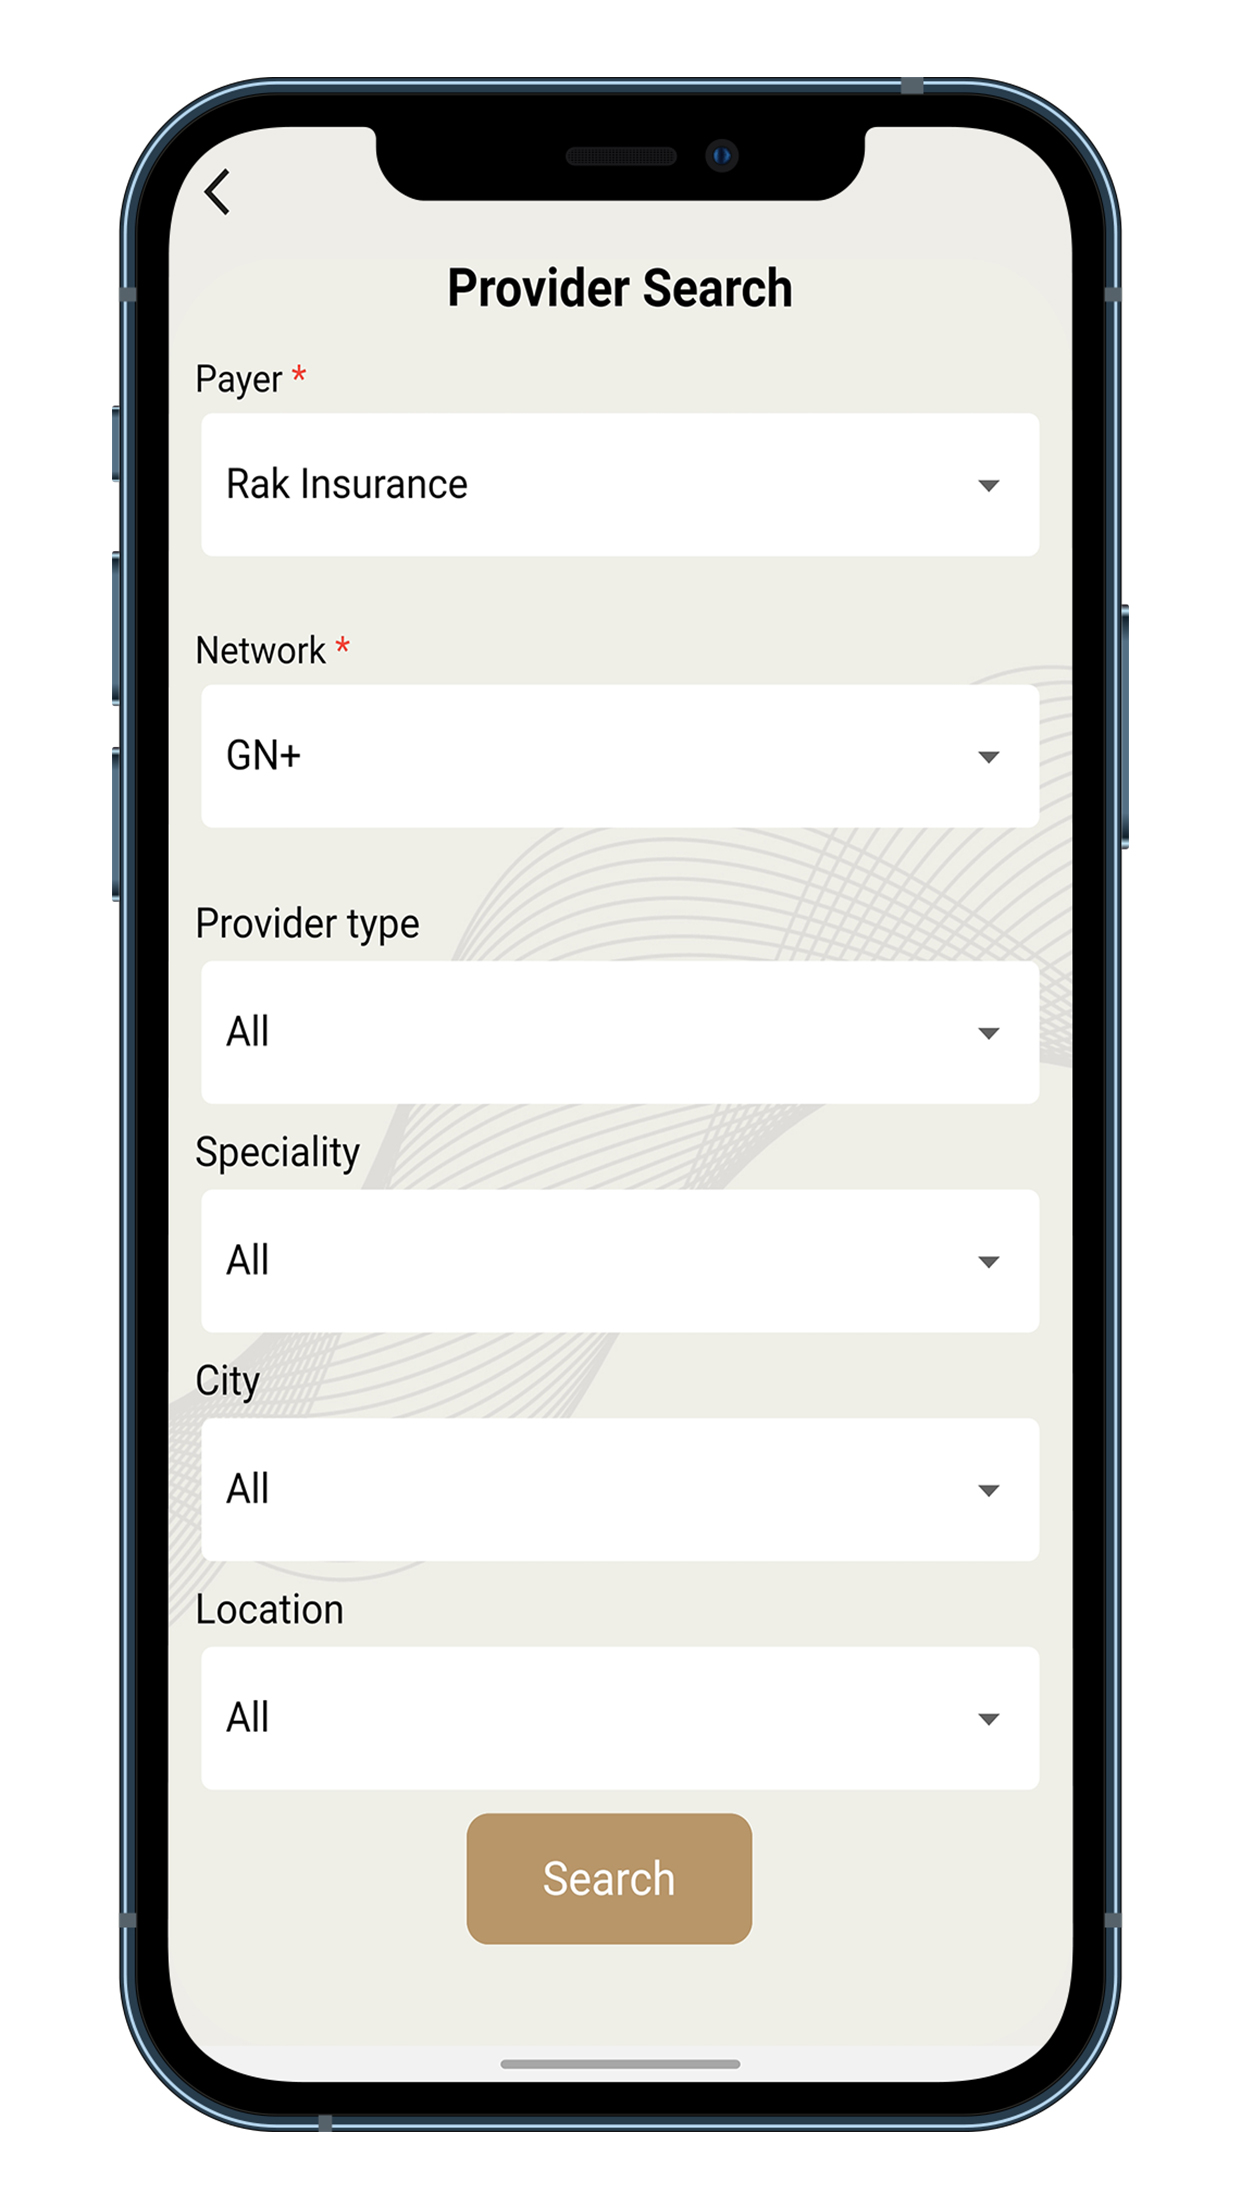 Provider Search
Payer *
Rak Insurance
Network *
GN+
Provider type
All
Speciality
All
City
All
Location
All
Search